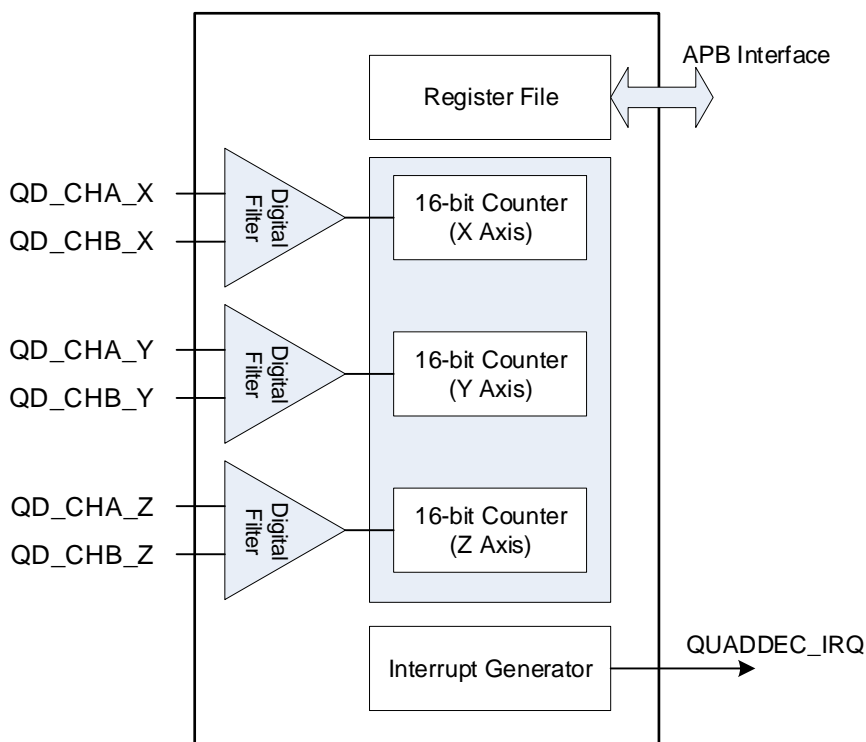 APB Interface
Register File
QD_CHA_X
QD_CHB_X
Digital
Filter
16-bit Counter
(X Axis)
QD_CHA_Y
QD_CHB_Y
Digital
Filter
16-bit Counter
(Y Axis)
QD_CHA_Z
QD_CHB_Z
Digital
Filter
16-bit Counter
(Z Axis)
Interrupt Generator
QUADDEC_IRQ